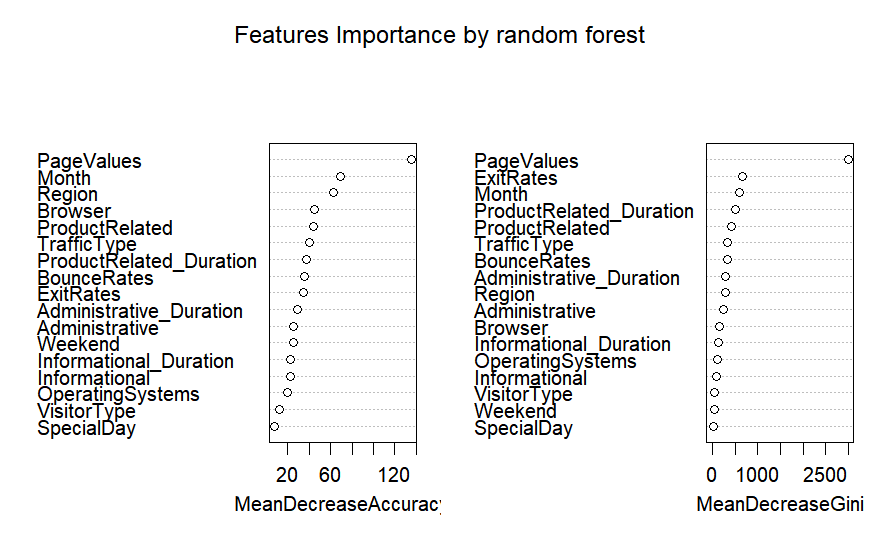 Features Importance by random forest
PageValues
Month
Region
Browser
ProductRelated
TrafficType
ProductRelated_Duration
BounceRates
ExitRates
Administrative_Duration
Administrative
Weekend
Informational_Duration
Informational
OperatingSystems
VisitorType
SpecialDay
20 60 120
MeanDecreaseAccuracy
PageValues
ExitRates
Month
ProductRelated_Duration
ProductRelated
TrafficType
BounceRates
Administrative_Duration
Region
Administrative
Browser
Informational_Duration
OperatingSystems
Informational
VisitorType
Weekend
SpecialDay
0 1000 2500
MeanDecreaseGini